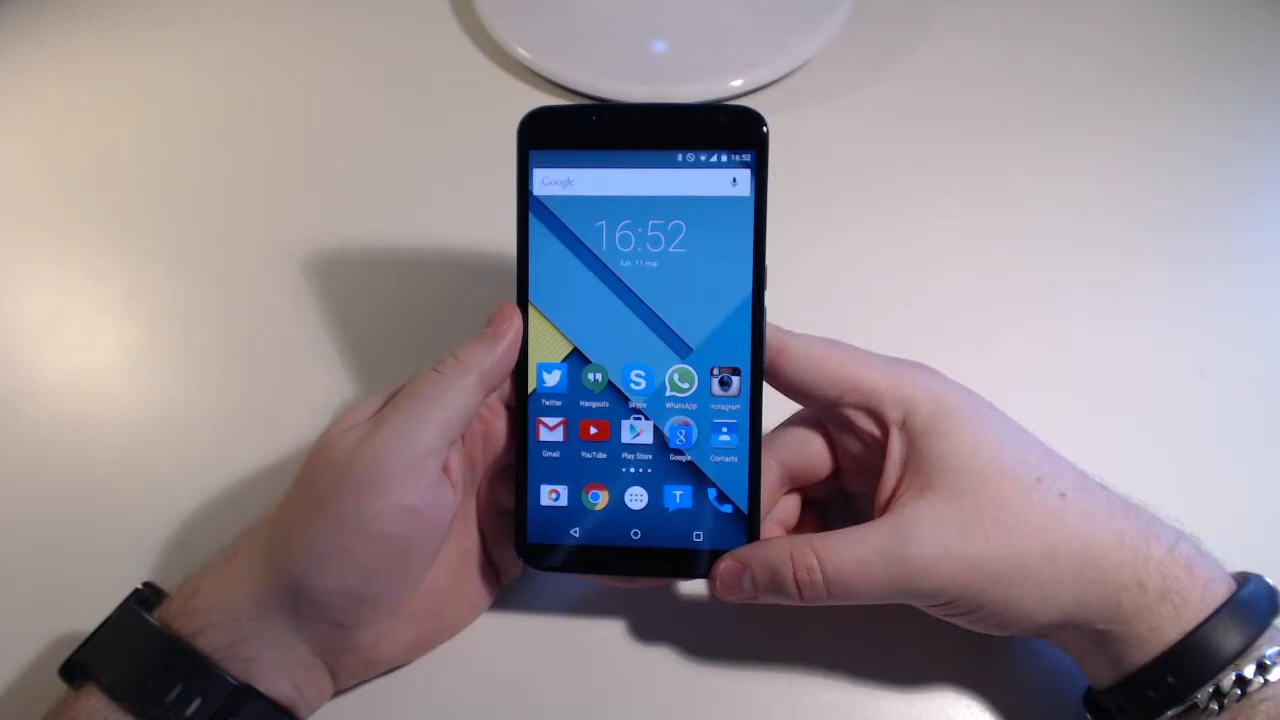 16:52
Google
16:52
lun. 11 mai
Twitter Hangouts Skype WhatsApp Instagram
Gmail YouTube Play Store Google Contacts